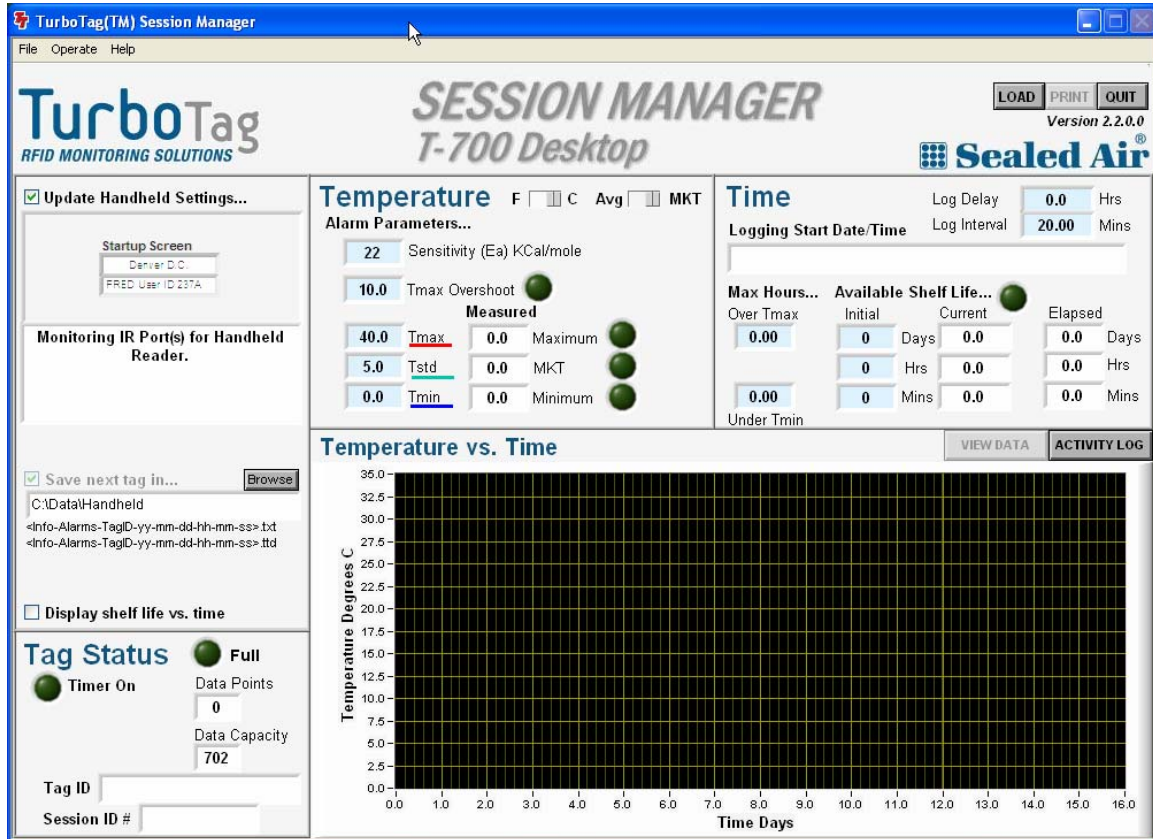 TurboTag(TM) Session Manager
File Operate Help
TurboTag
RFID MONITORING SOLUTIONS
SESSION MANAGER
T-700 Desktop
LOAD PRINT QUIT
Version 2.2.0.0
Sealed Air®
Update Handheld Settings...
Startup Screen
Denver D.C.
FRED User ID 237A
Monitoring IR Port(s) for Handheld
Reader.
Save next tag in... Browse
C:\Data\Handheld
<Info-Alarms-TagID-yy-mm-dd-hh-mm-ss>.txt
<Info-Alarms-TagID-yy-mm-dd-hh-mm-ss>.ttd
Display shelf life vs. time
Tag Status Full
Timer On Data Points
0
Data Capacity
702
Tag ID
Session ID #
Temperature F C Avg MKT
Alarm Parameters...
22 Sensitivity (Ea) KCal/mole
10.0 Tmax Overshoot
Measured
40.0 Tmax 0.0 Maximum
5.0 Tstd 0.0 MKT
0.0 Tmin 0.0 Minimum
Time Log Delay 0.0 Hrs
Logging Start Date/Time Log Interval 20.00 Mins
Max Hours... Available Shelf Life...
Over Tmax Initial Current Elapsed
0.00 0 Days 0.0 0.0 Days
0 Hrs 0.0 0.0 Hrs
0.00 0 Mins 0.0 0.0 Mins
Under Tmin
Temperature vs. Time VIEW DATA ACTIVITY LOG
Temperature Degrees C
35.0
32.5
30.0
27.5
25.0
22.5
20.0
17.5
15.0
12.5
10.0
7.5
5.0
2.5
0.0
0.0 1.0 2.0 3.0 4.0 5.0 6.0 7.0 8.0 9.0 10.0 11.0 12.0 13.0 14.0 15.0 16.0
Time Days